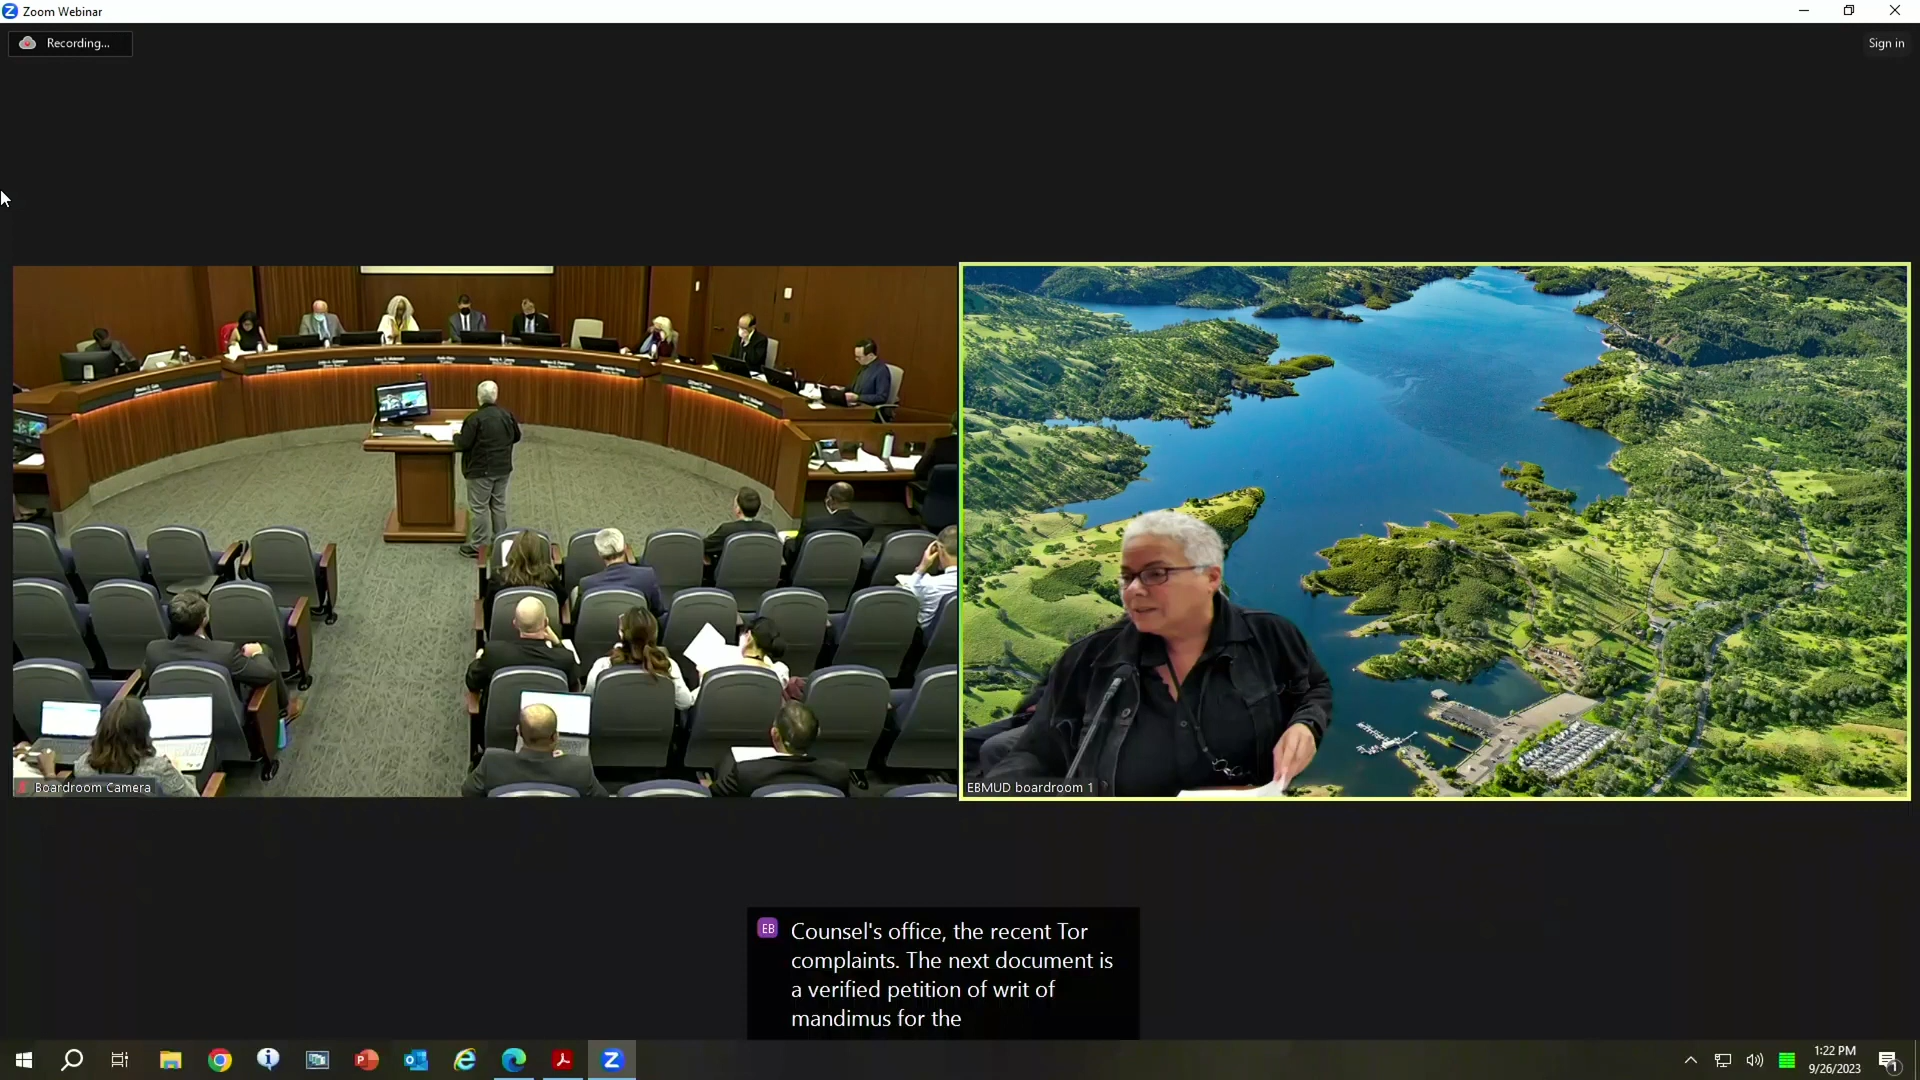 Zoom Webinar
Recording...
Sign in
Boardroom Camera
EBMUD boardroom 1
EB
Counsel's office, the recent Tor
complaints. The next document is
a verified petition of writ of
mandimus for the
1:22 PM
9/26/2023
1